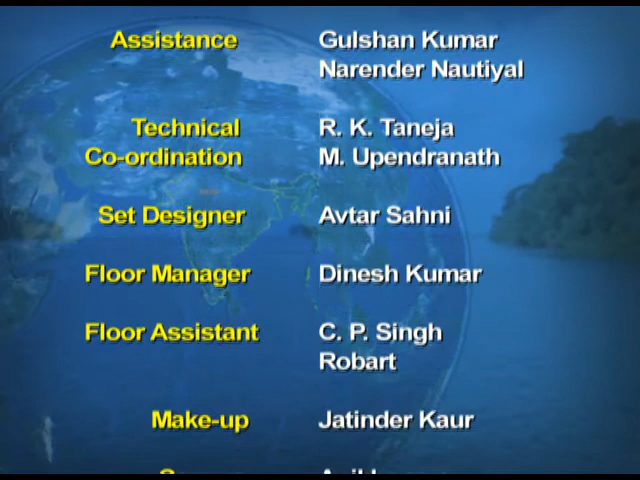 Assistance Gulshan Kumar
Narender Nautiyal
Technical R. K. Taneja
Co-ordination M. Upendranath
Set Designer Avtar Sahni
Floor Manager Dinesh Kumar
Floor Assistant C. P. Singh
Robart
Make-up Jatinder Kaur